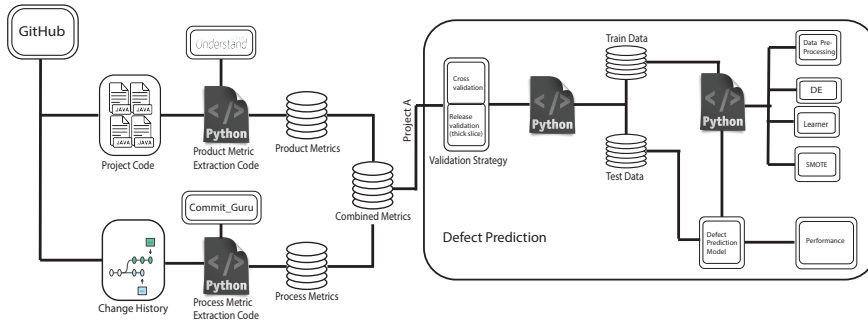 GitHub
Understand
JAVA
JAVA
JAVA
JAVA
</>
Python
Project Code
Product Metric
Extraction Code
Product Metrics
Commit_Guru
</>
Python
Change History
Process Metric
Extraction Code
Process Metrics
Combined Metrics
Project A
Cross
validation
Release
validation
(thick slice)
Validation Strategy
</>
Python
Train Data
Test Data
</>
Python
Data Pre-
Processing
DE
Learner
SMOTE
Defect
Prediction
Model
Performance
Defect Prediction